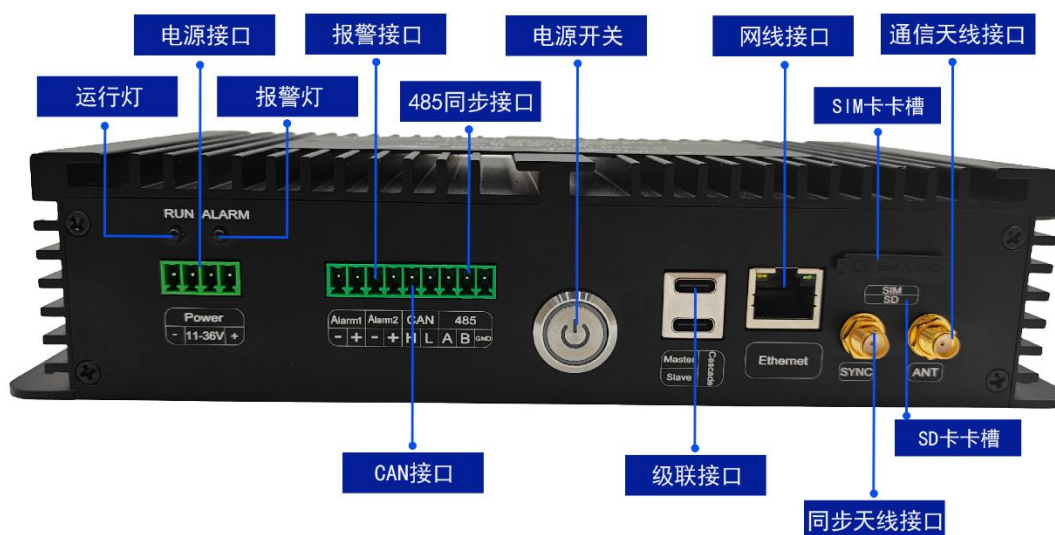 电源接口
报警接口
电源开关
网线接口
通信天线接口
运行灯
报警灯
485同步接口
SIM卡卡槽
RUN ALARM
Power
- 11-36V +
Alarm1 Alarm2 CAN 485
- + - + H L A B GND
Master
Slave
Cascade
Ethernet
SIM
SD
SYNC
ANT
CAN接口
级联接口
SD卡卡槽
同步天线接口